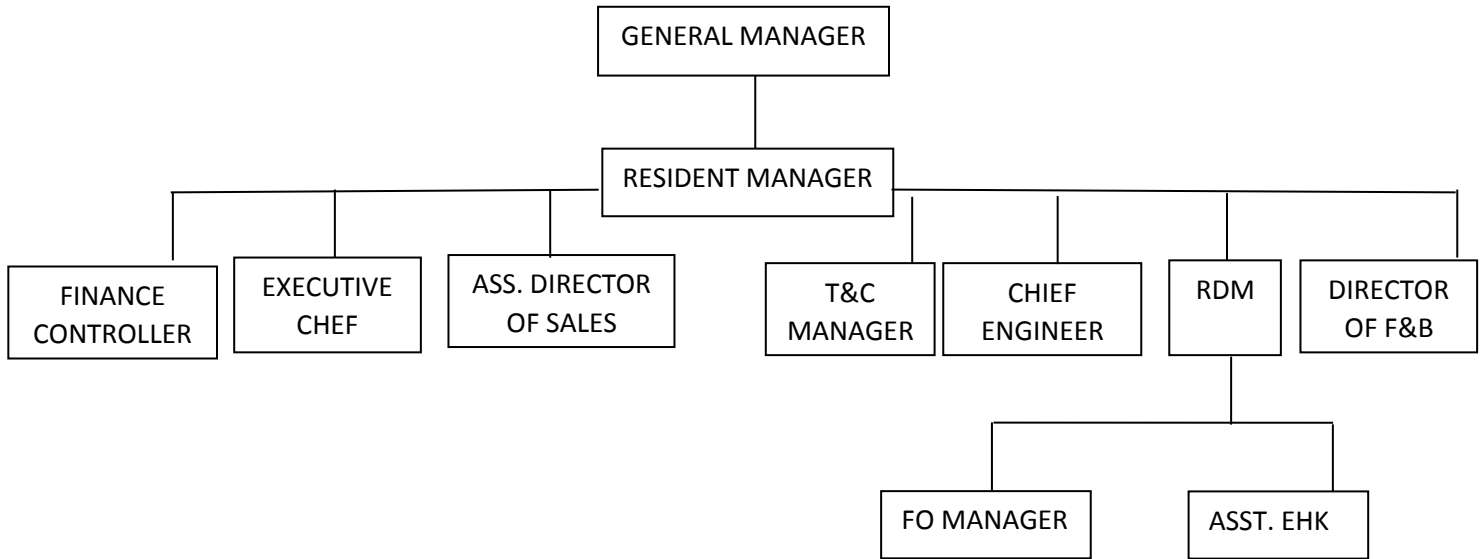 GENERAL MANAGER
RESIDENT MANAGER
FINANCE
CONTROLLER
EXECUTIVE
CHEF
ASS. DIRECTOR
OF SALES
T&C
MANAGER
CHIEF
ENGINEER
RDM
DIRECTOR
OF F&B
FO MANAGER
ASST. EHK